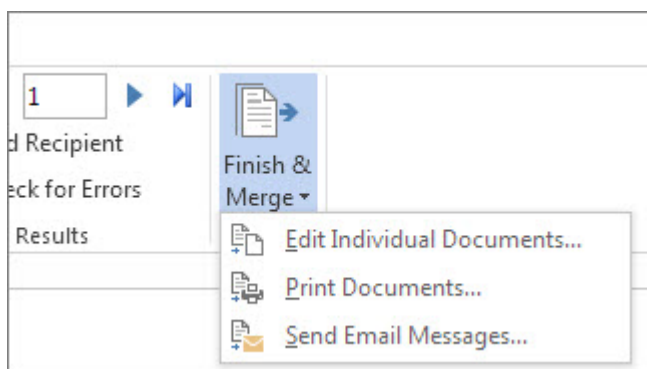 1
d Recipient
eck for Errors
Results
Finish &
Merge
Edit Individual Documents...
Print Documents...
Send Email Messages...